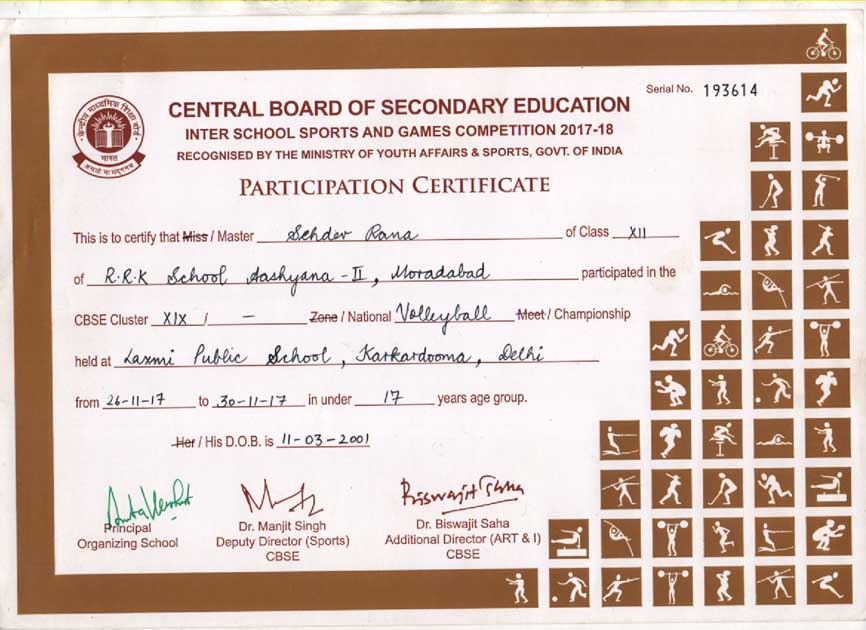 Serial No. 193614
केन्द्रीय माध्यमिक शिक्षा बोर्ड
भारत
असतो मा सद्गमय
CENTRAL BOARD OF SECONDARY EDUCATION
INTER SCHOOL SPORTS AND GAMES COMPETITION 2017-18
RECOGNISED BY THE MINISTRY OF YOUTH AFFAIRS & SPORTS, GOVT. OF INDIA
PARTICIPATION CERTIFICATE
This is to certify that Miss / Master Sehdev Rana of Class XII
of R.R.K School Aashyana - II, Moradabad participated in the
CBSE Cluster XIX / - Zone / National Volleyball Meet / Championship
held at Laxmi Public School, Karkardooma, Delhi
from 26-11-17 to 30-11-17 in under 17 years age group.
Her / His D.O.B. is 11-03-2001
Biswajit Saha
Principal
Organizing School
Dr. Manjit Singh
Deputy Director (Sports)
CBSE
Dr. Biswajit Saha
Additional Director (ART & I)
CBSE